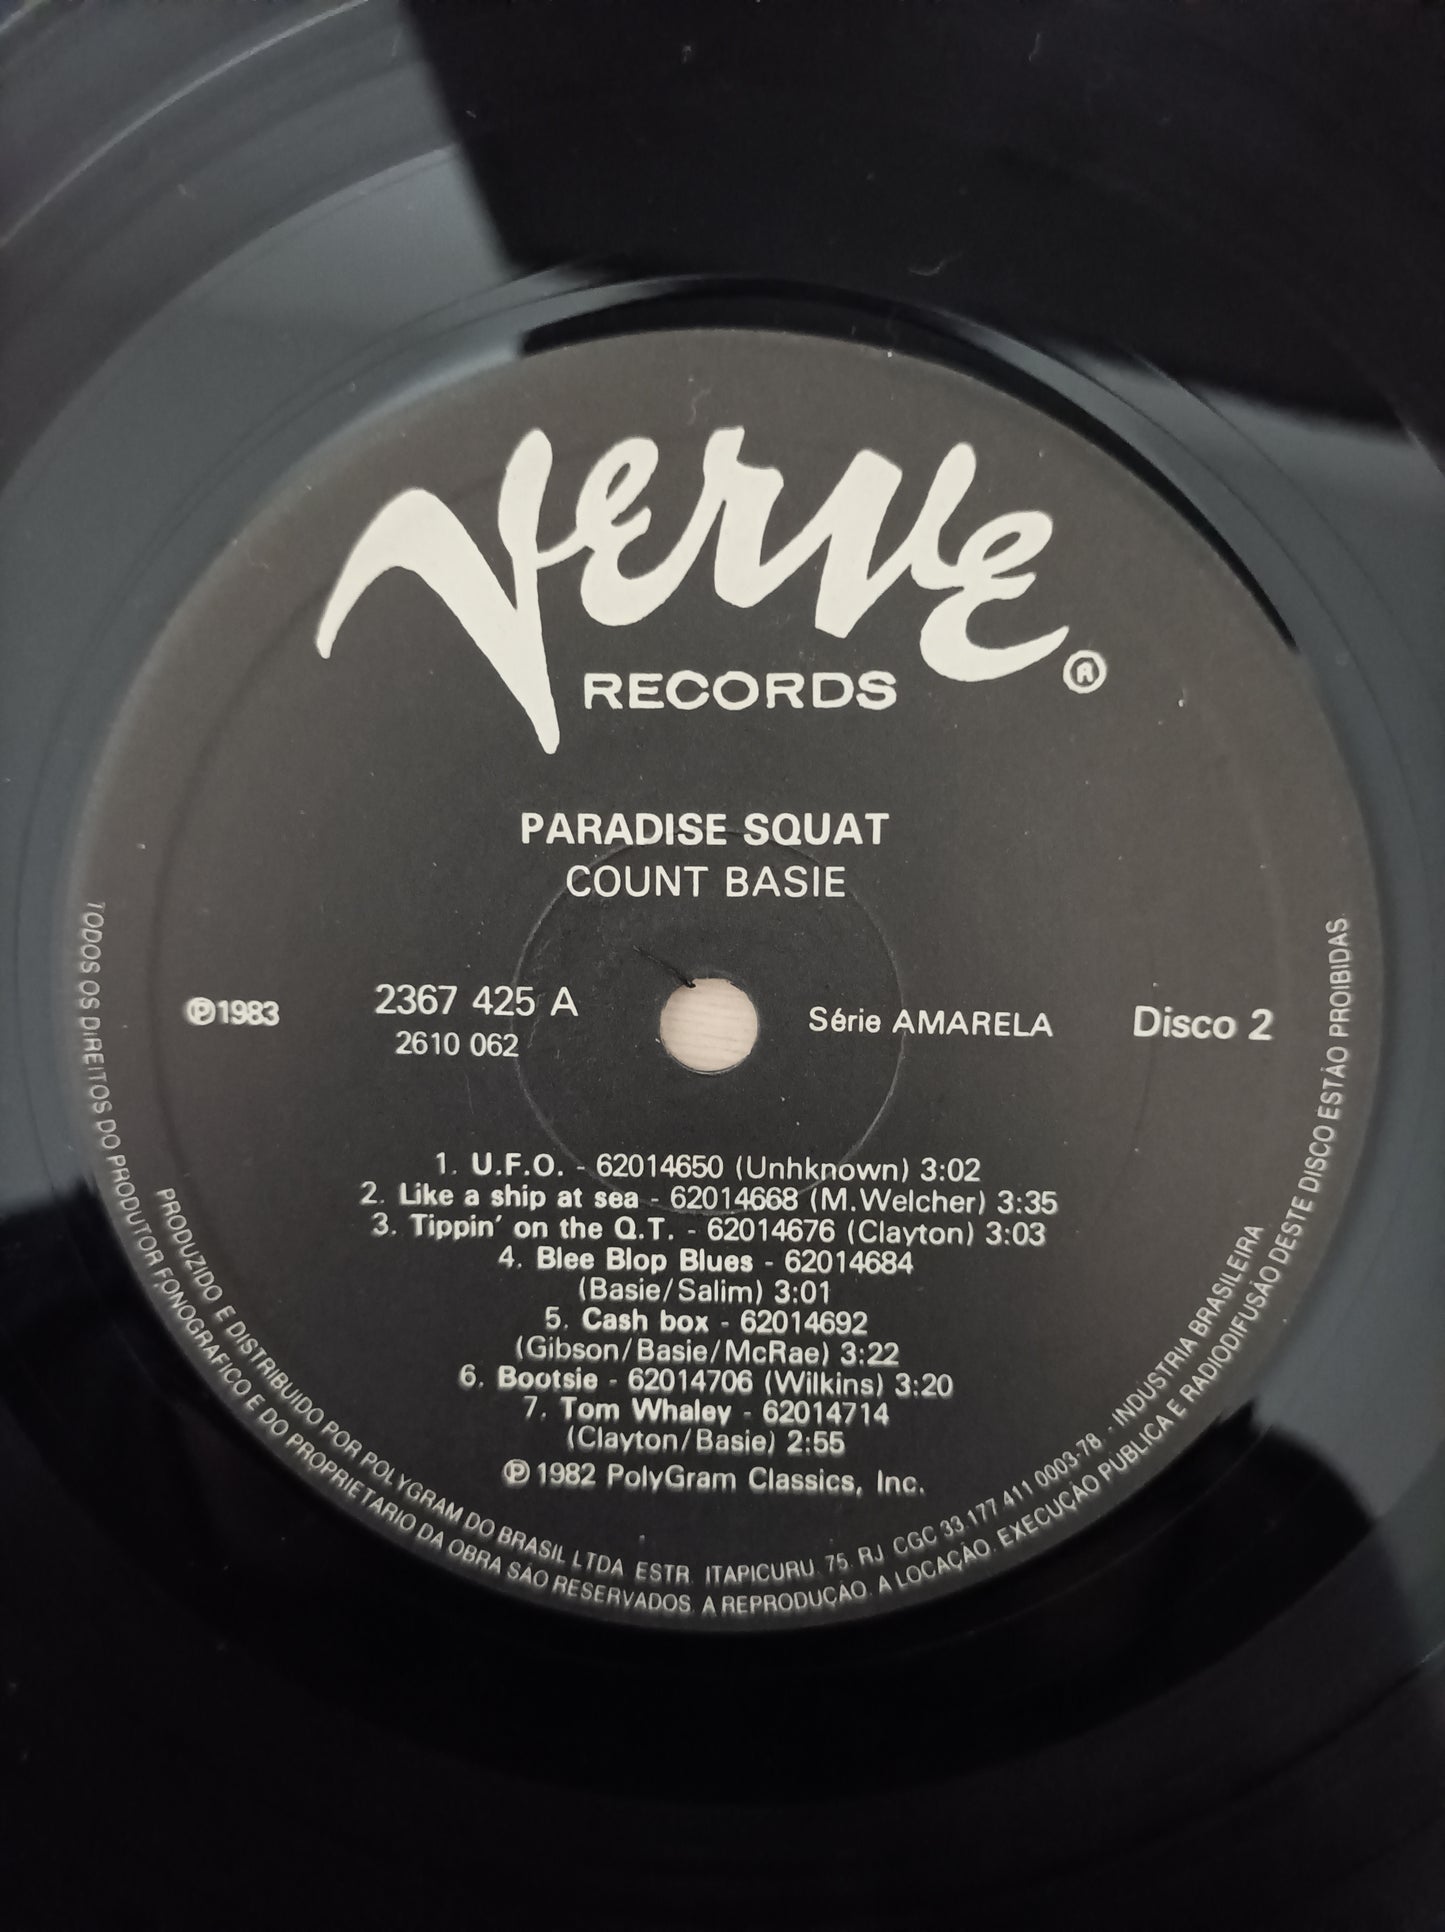 Verve®
RECORDS
PARADISE SQUAT
COUNT BASIE
℗1983
2367 425 A
2610 062
Série AMARELA
Disco 2
1. U.F.O. - 62014650 (Unhknown) 3:02
2. Like a ship at sea - 62014668 (M.Welcher) 3:35
3. Tippin' on the Q.T. - 62014676 (Clayton) 3:03
4. Blee Blop Blues - 62014684
(Basie/Salim) 3:01
5. Cash box - 62014692
(Gibson/Basie/McRae) 3:22
6. Bootsie - 62014706 (Wilkins) 3:20
7. Tom Whaley - 62014714
(Clayton/Basie) 2:55
℗ 1982 PolyGram Classics, Inc.
PRODUZIDO E DISTRIBUIDO POR POLYGRAM DO BRASIL LTDA ESTR. ITAPICURU, 75. RJ CGC 33.177.411 0003-78. - INDUSTRIA BRASILEIRA
TODOS OS DIREITOS DO PRODUTOR FONOGRAFICO E DO PROPRIETARIO DA OBRA SÃO RESERVADOS. A REPRODUÇÃO. A LOCAÇÃO. EXECUÇÃO PUBLICA E RADIODIFUSÃO DESTE DISCO ESTÃO PROIBIDAS.